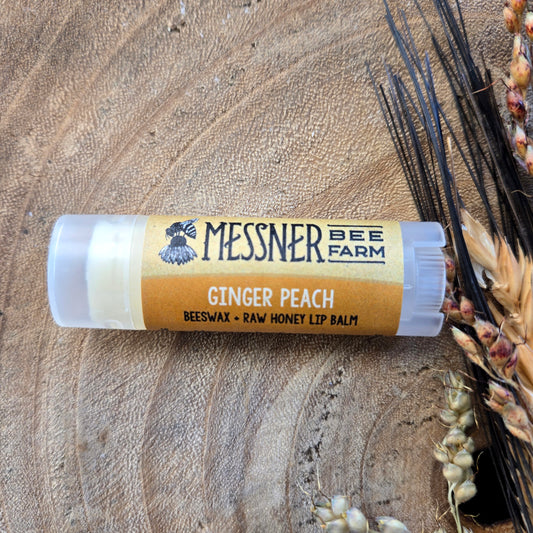 MESSNER BEE FARM
GINGER PEACH
BEESWAX + RAW HONEY LIP BALM